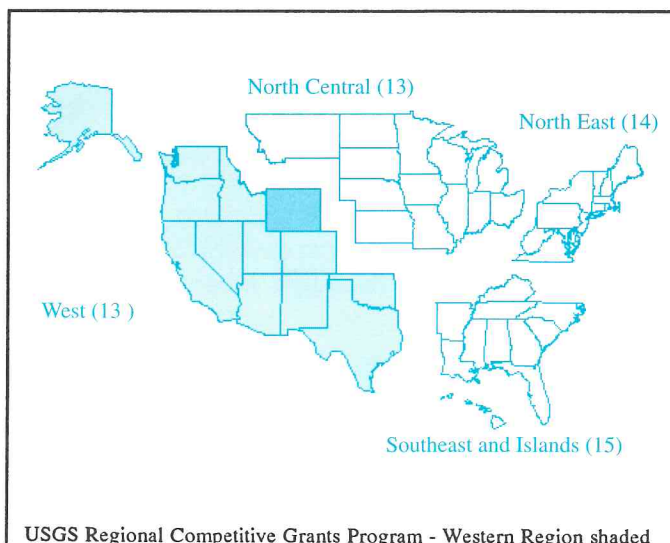 North Central (13)
North East (14)
West (13 )
Southeast and Islands (15)
USGS Regional Competitive Grants Program - Western Region shaded